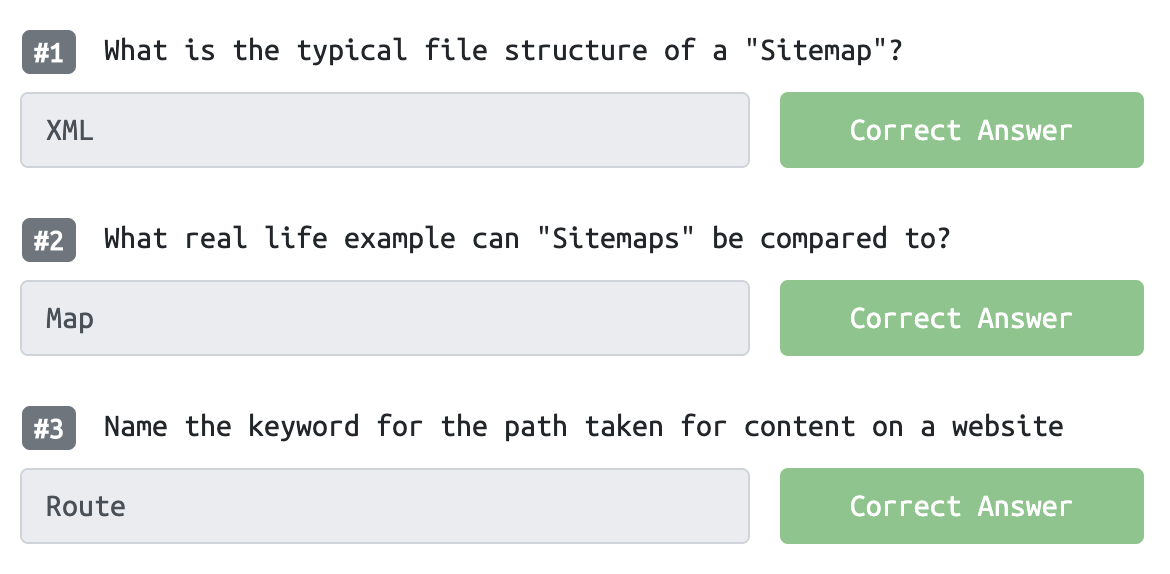 #1 What is the typical file structure of a "Sitemap"?
XML Correct Answer
#2 What real life example can "Sitemaps" be compared to?
Map Correct Answer
#3 Name the keyword for the path taken for content on a website
Route Correct Answer